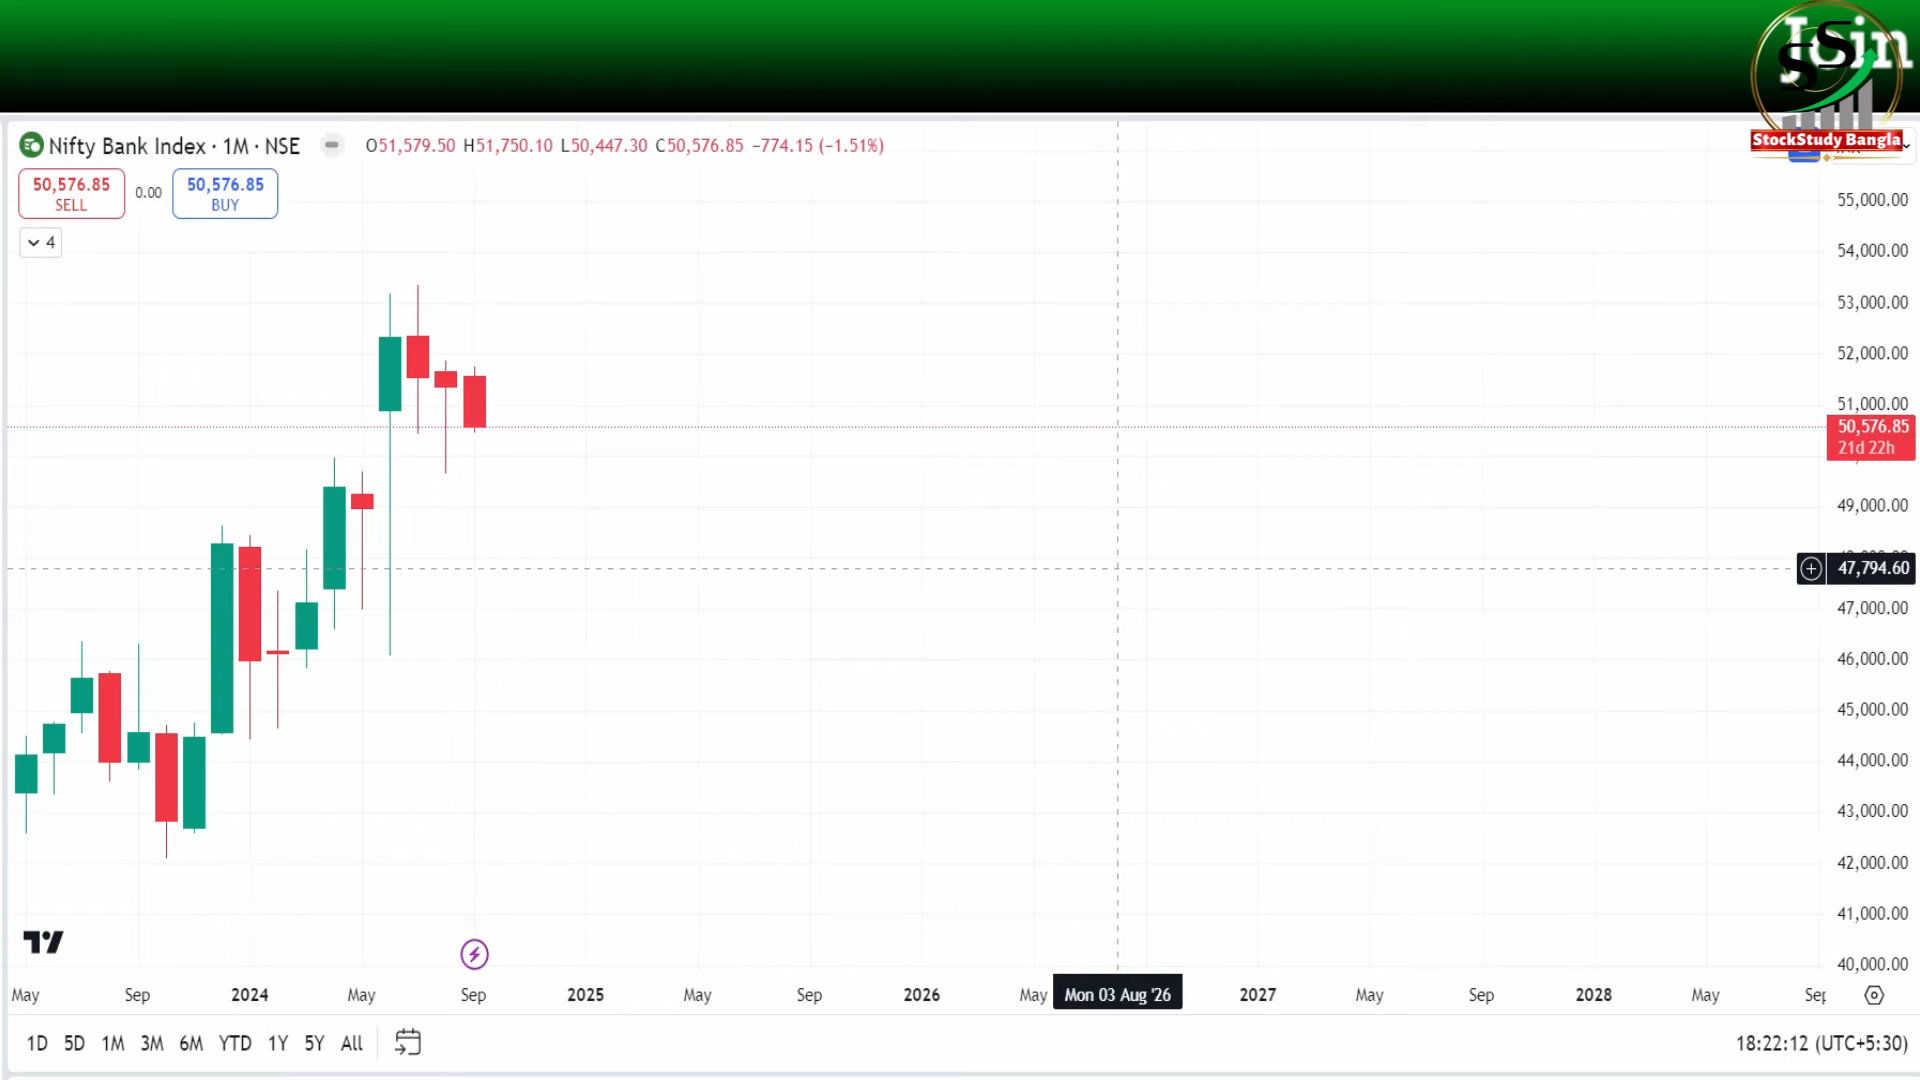 Join
SS
StockStudy Bangla
Nifty Bank Index · 1M · NSE
O51,579.50 H51,750.10 L50,447.30 C50,576.85 −774.15 (−1.51%)
50,576.85
SELL
0.00
50,576.85
BUY
4
55,000.00
54,000.00
53,000.00
52,000.00
51,000.00
50,576.85
21d 22h
49,000.00
47,794.60
47,000.00
46,000.00
45,000.00
44,000.00
43,000.00
42,000.00
41,000.00
40,000.00
May Sep 2024 May Sep 2025 May Sep 2026 May Mon 03 Aug '26 2027 May Sep 2028 May Sep
1D 5D 1M 3M 6M YTD 1Y 5Y All
18:22:12 (UTC+5:30)